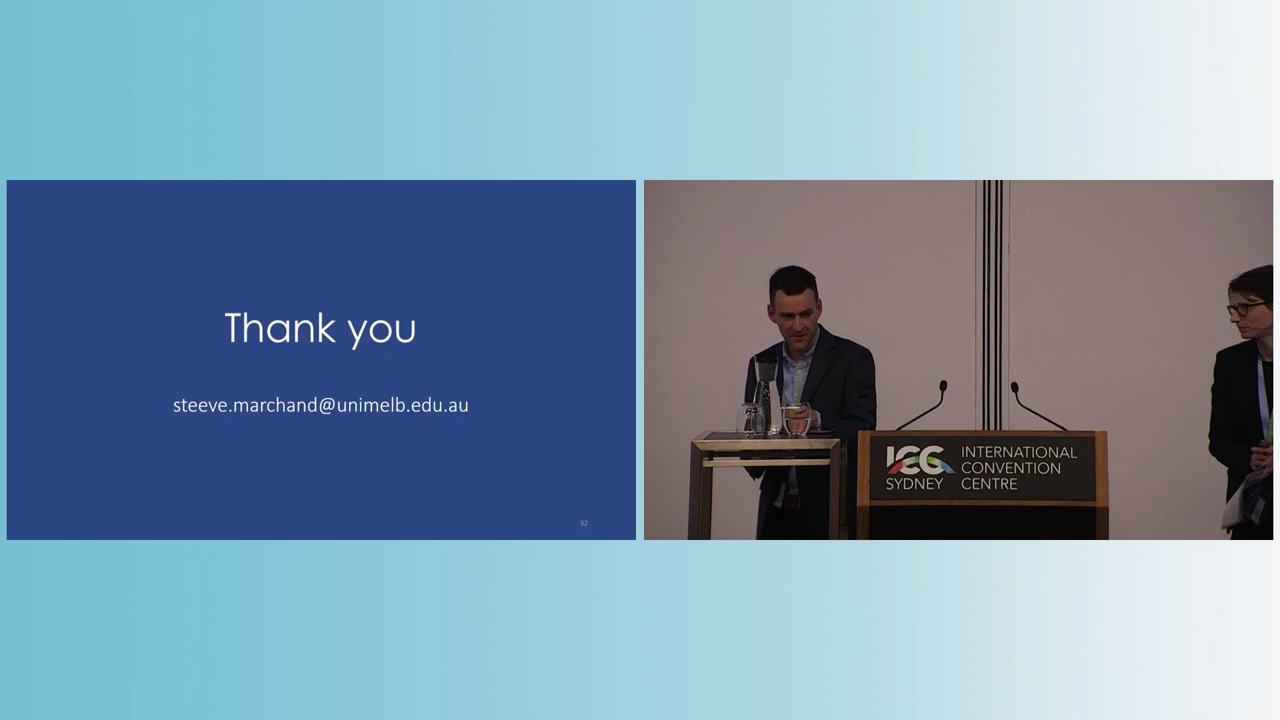 Thank you
steeve.marchand@unimelb.edu.au
32
ICC
SYDNEY
INTERNATIONAL
CONVENTION
CENTRE